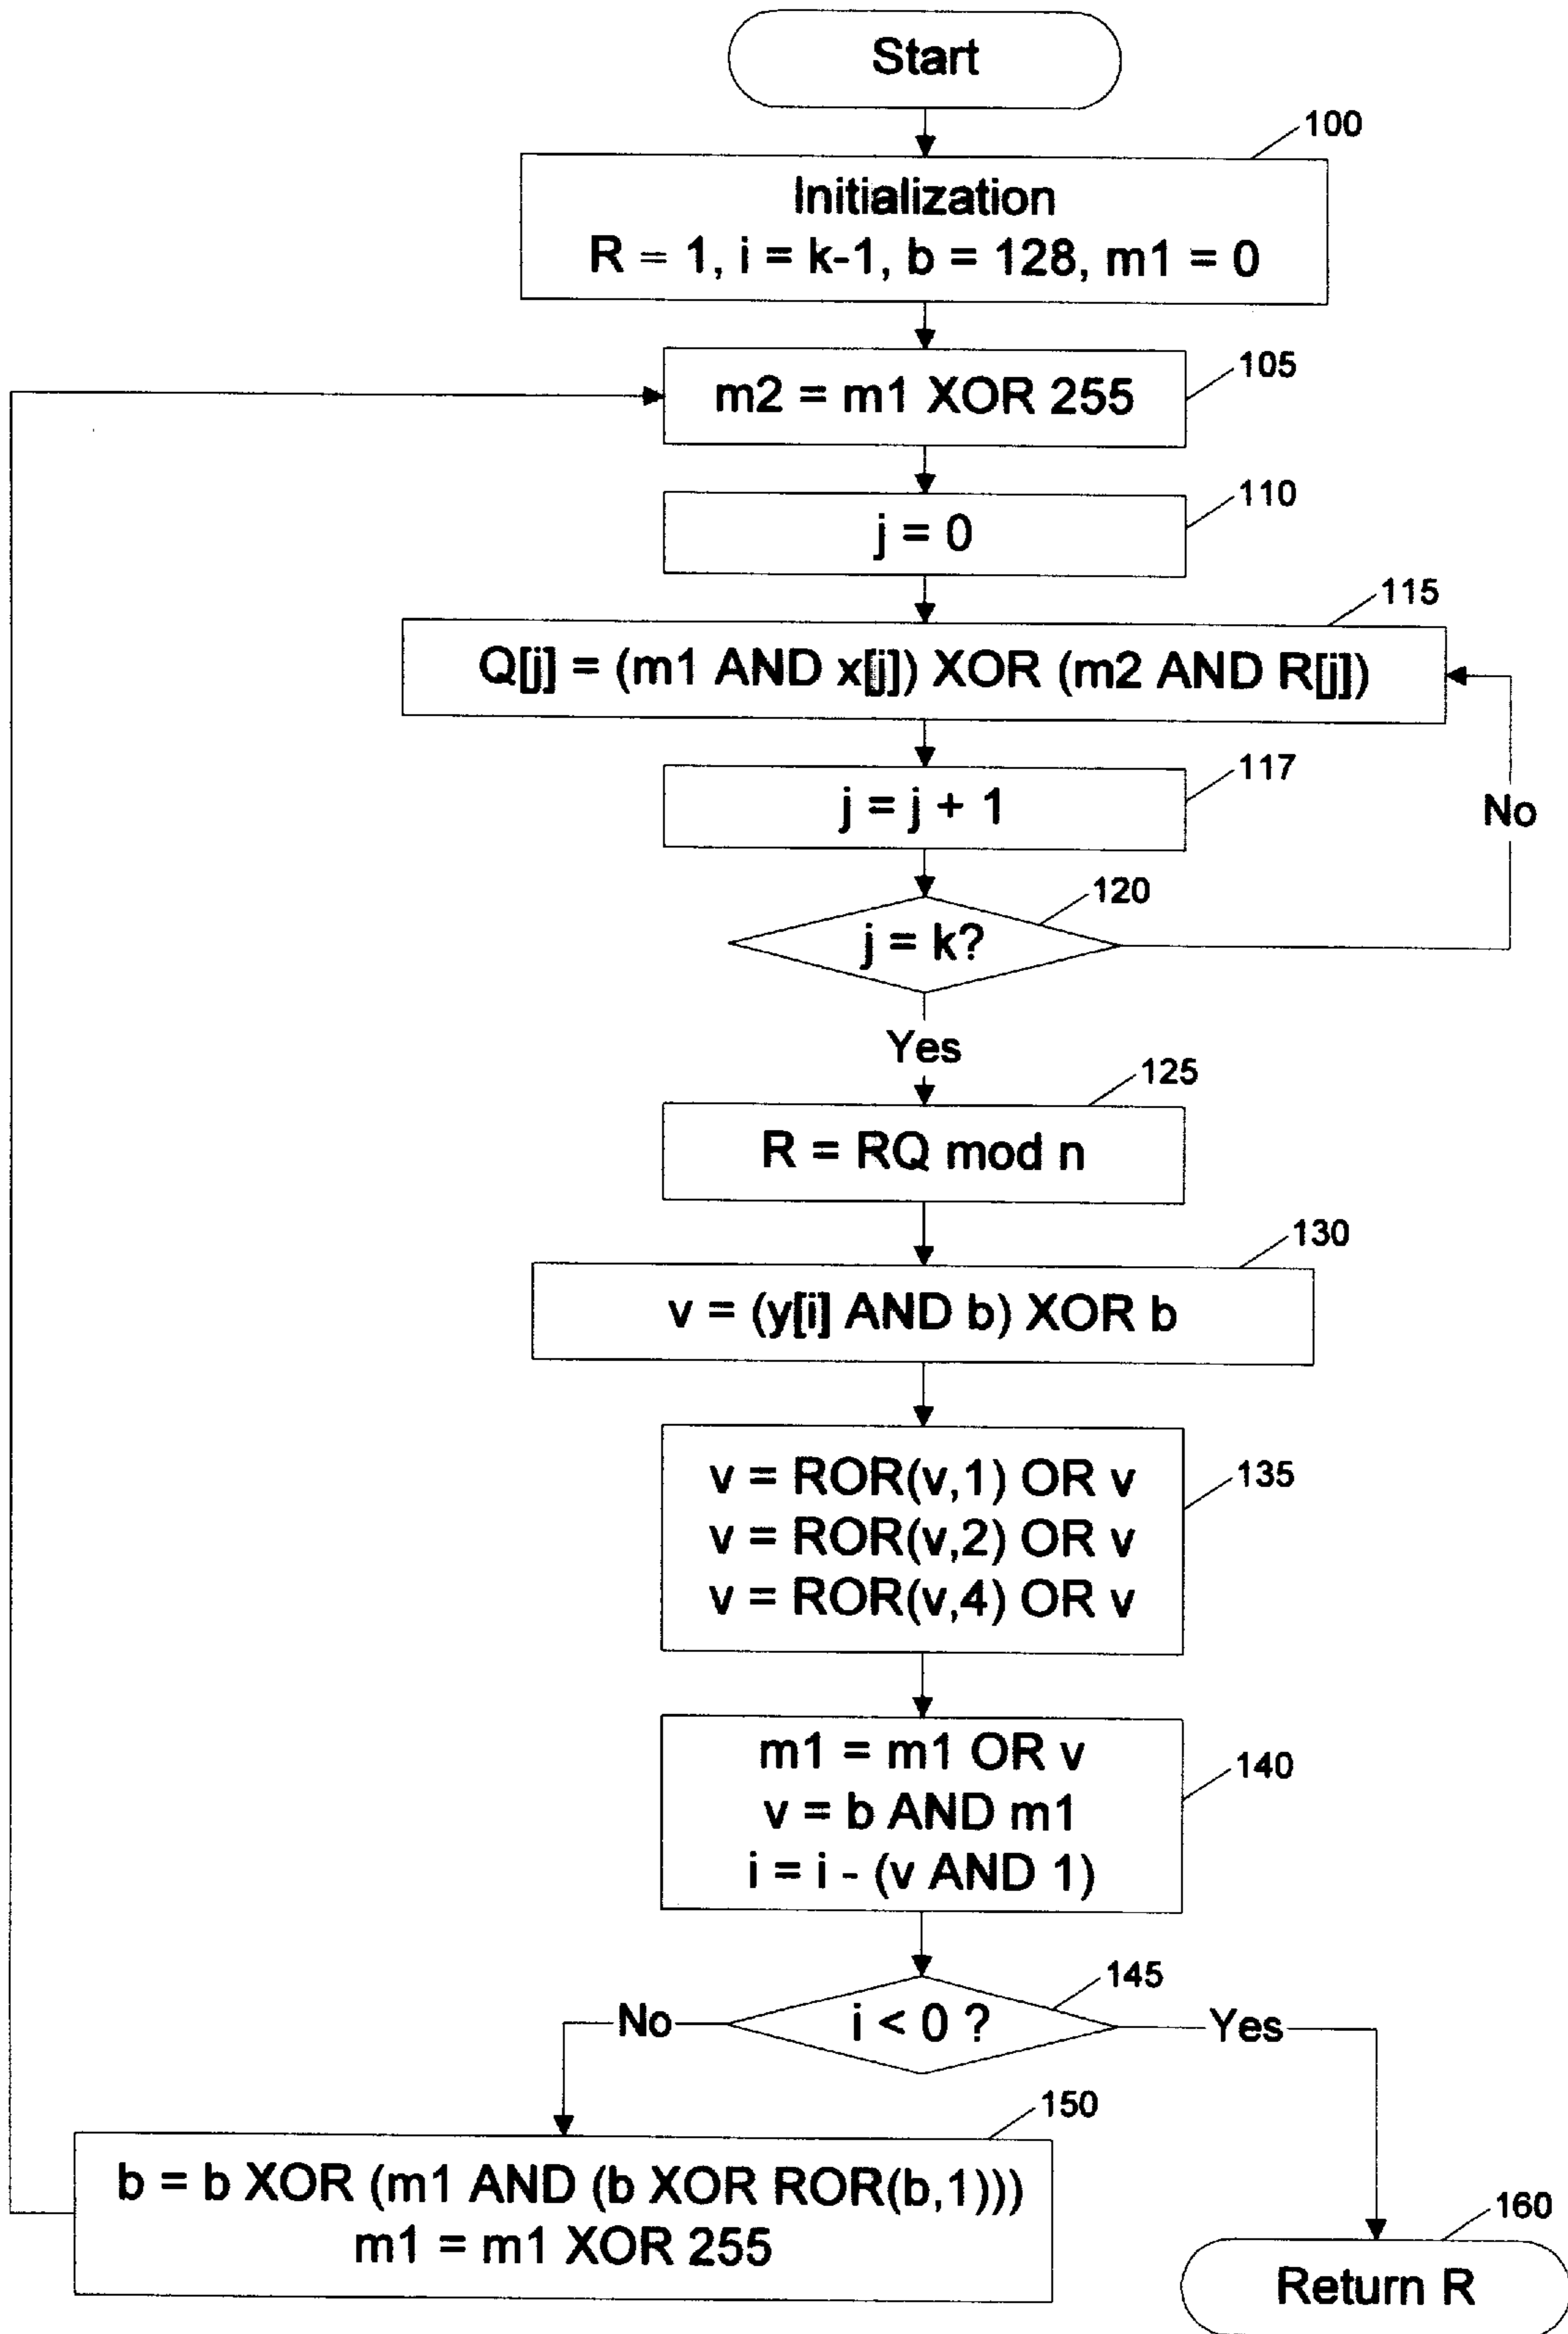 Start
100
Initialization
R = 1, i = k-1, b = 128, m1 = 0
105
m2 = m1 XOR 255
110
j = 0
115
Q[j] = (m1 AND x[j]) XOR (m2 AND R[j])
117
j = j + 1
No
120
j = k?
Yes
125
R = RQ mod n
130
v = (y[i] AND b) XOR b
135
v = ROR(v,1) OR v
v = ROR(v,2) OR v
v = ROR(v,4) OR v
140
m1 = m1 OR v
v = b AND m1
i = i - (v AND 1)
145
No
i < 0 ?
Yes
150
b = b XOR (m1 AND (b XOR ROR(b,1)))
m1 = m1 XOR 255
160
Return R